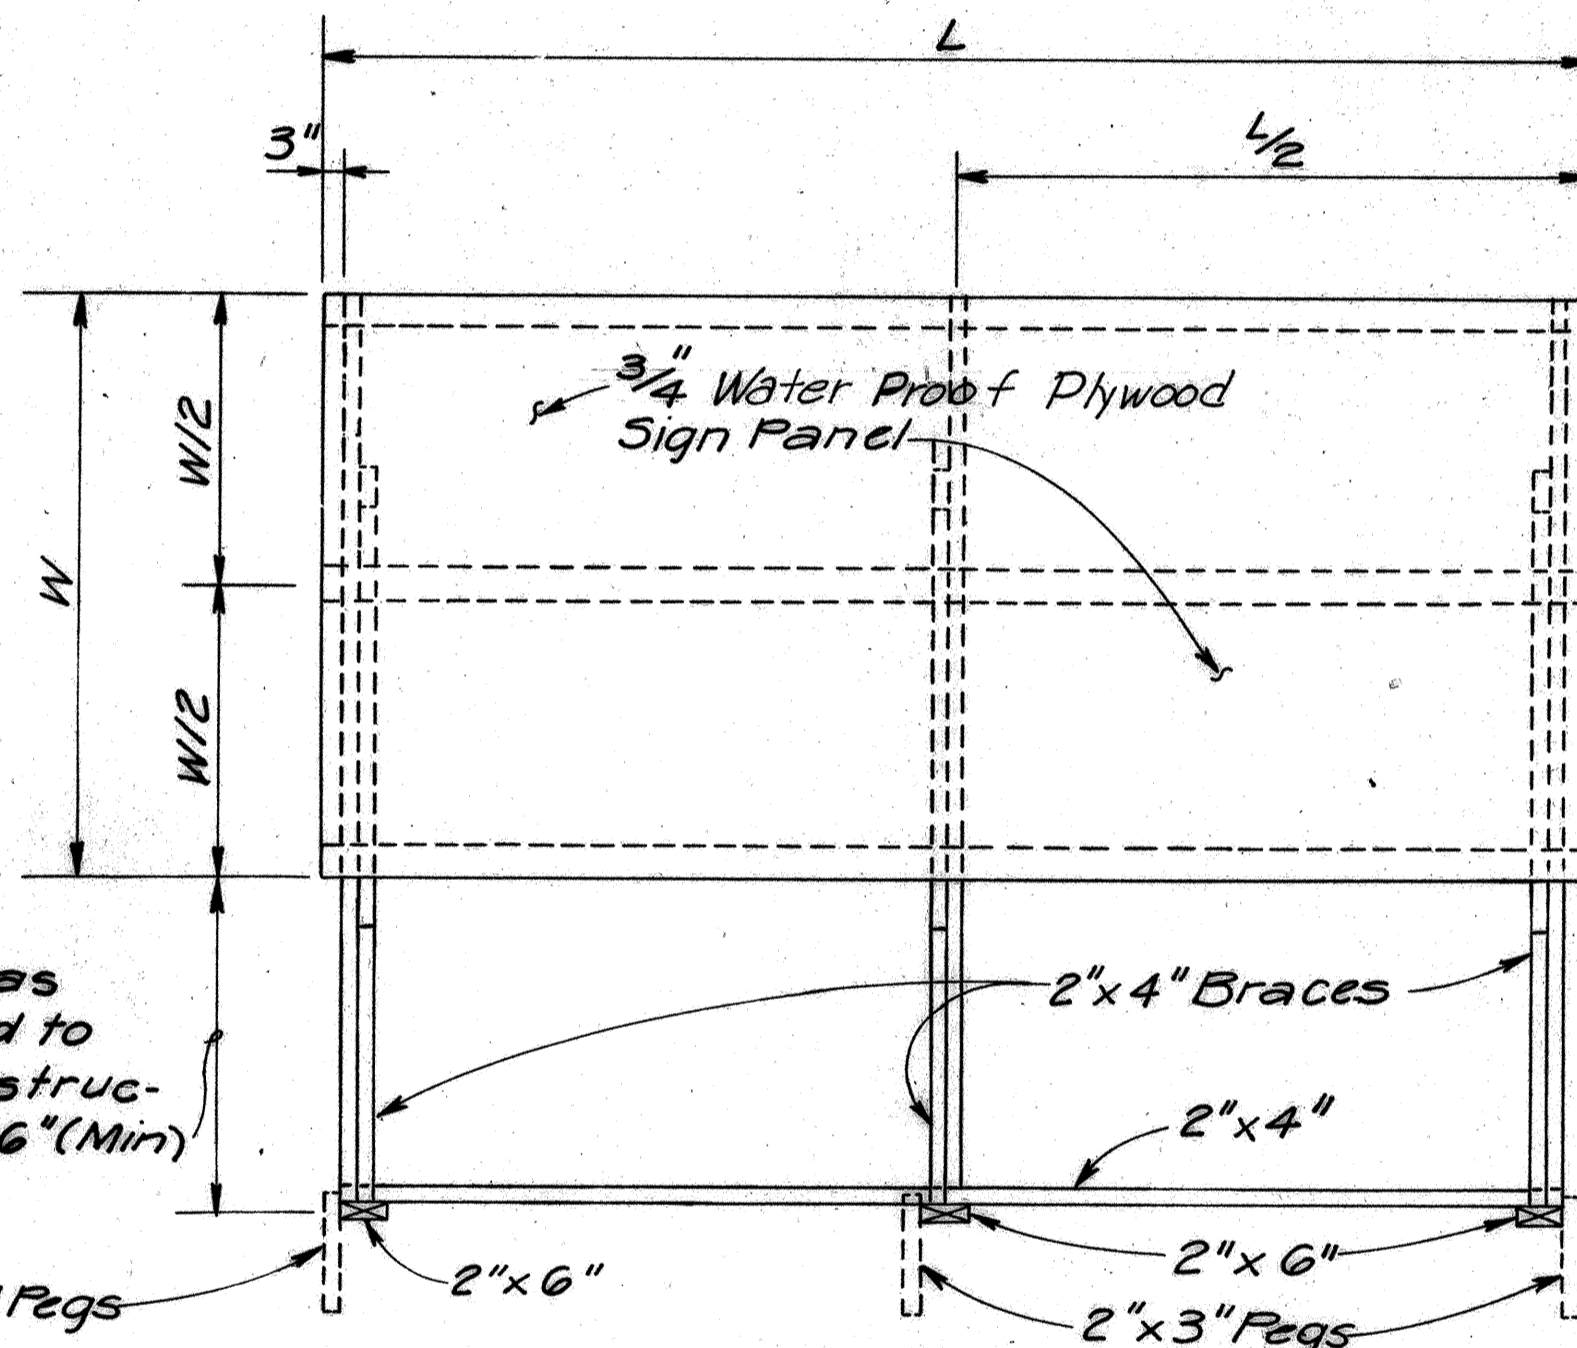 L
3"
L/2
W/2
3/4" Water Proof Plywood
Sign Panel
W
W/2
as
to
struc-
6"(Min)
2"x4" Braces
2"x4"
2"x6"
2"x6"
Pegs
2"x3" Pegs